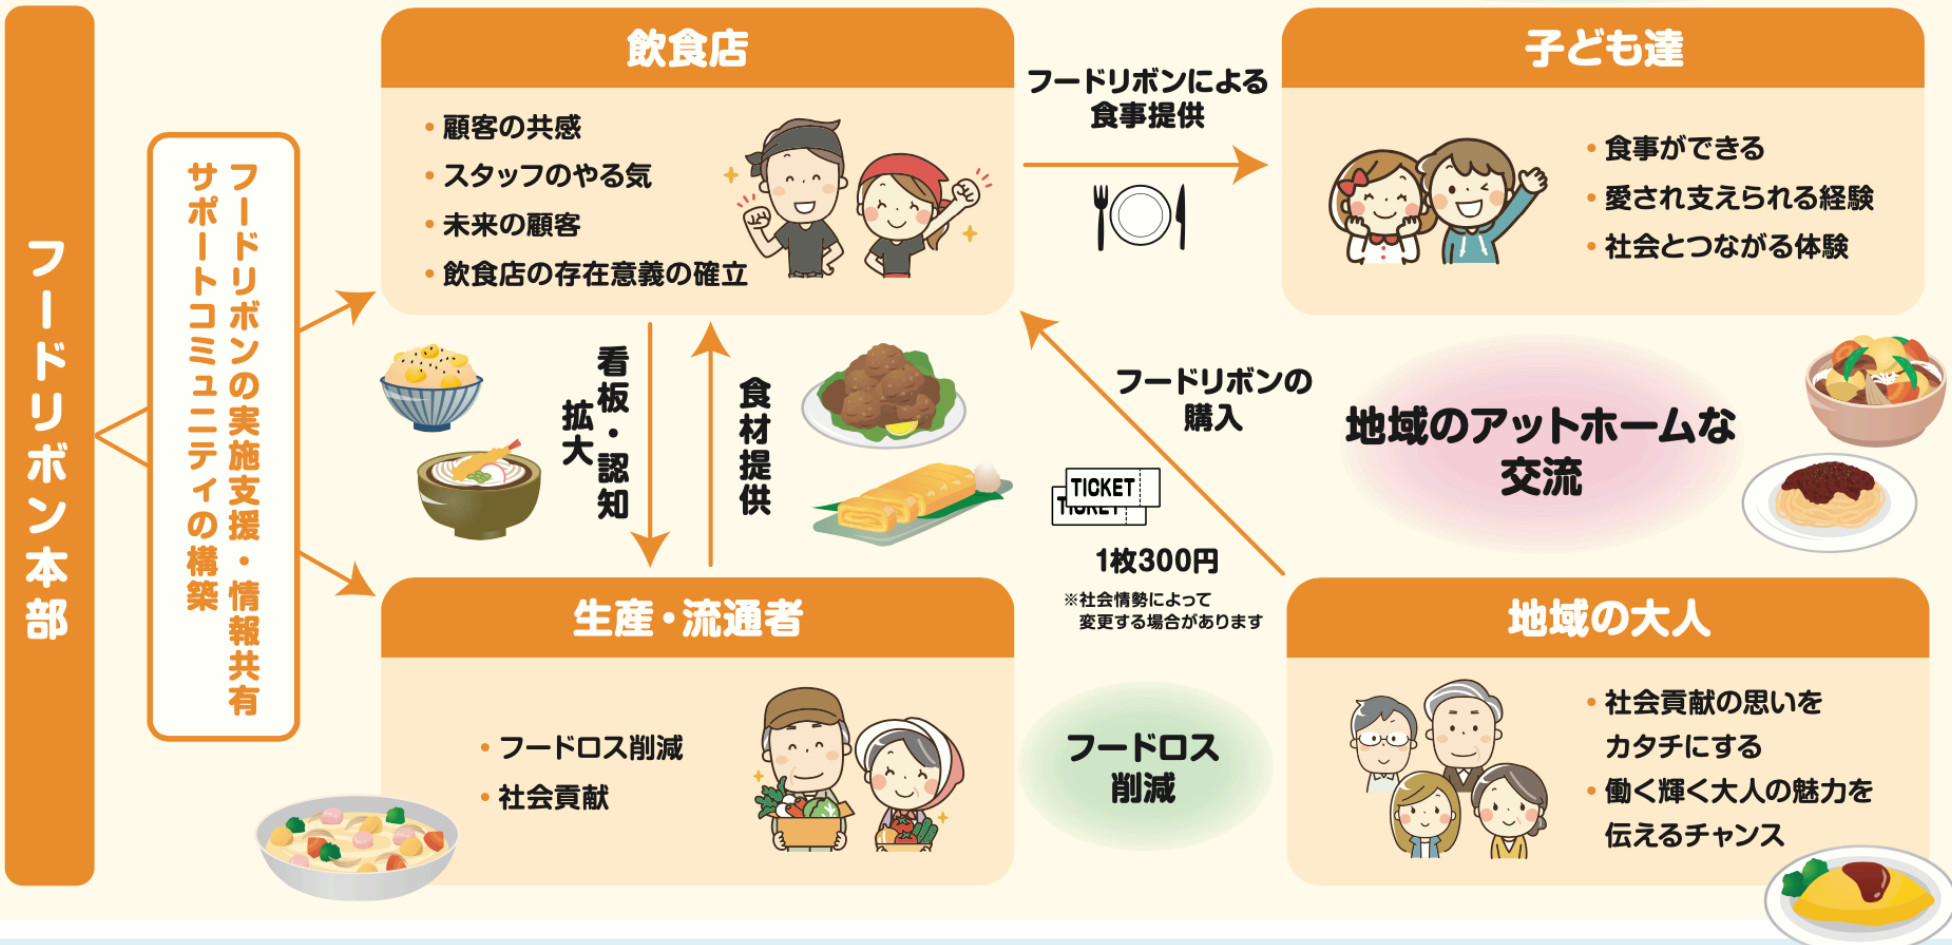 フードリボン本部
フードリボンの実施支援・情報共有
サポートコミュニティの構築
飲食店
・顧客の共感
・スタッフのやる気
・未来の顧客
・飲食店の存在意義の確立
フードリボンによる
食事提供
子ども達
・食事ができる
・愛され支えられる経験
・社会とつながる体験
看板・認知
拡大
食材提供
フードリボンの
購入
TICKET
TICKET
1枚300円
※社会情勢によって
変更する場合があります
地域のアットホームな
交流
生産・流通者
・フードロス削減
・社会貢献
フードロス
削減
地域の大人
・社会貢献の思いを
カタチにする
・働く輝く大人の魅力を
伝えるチャンス